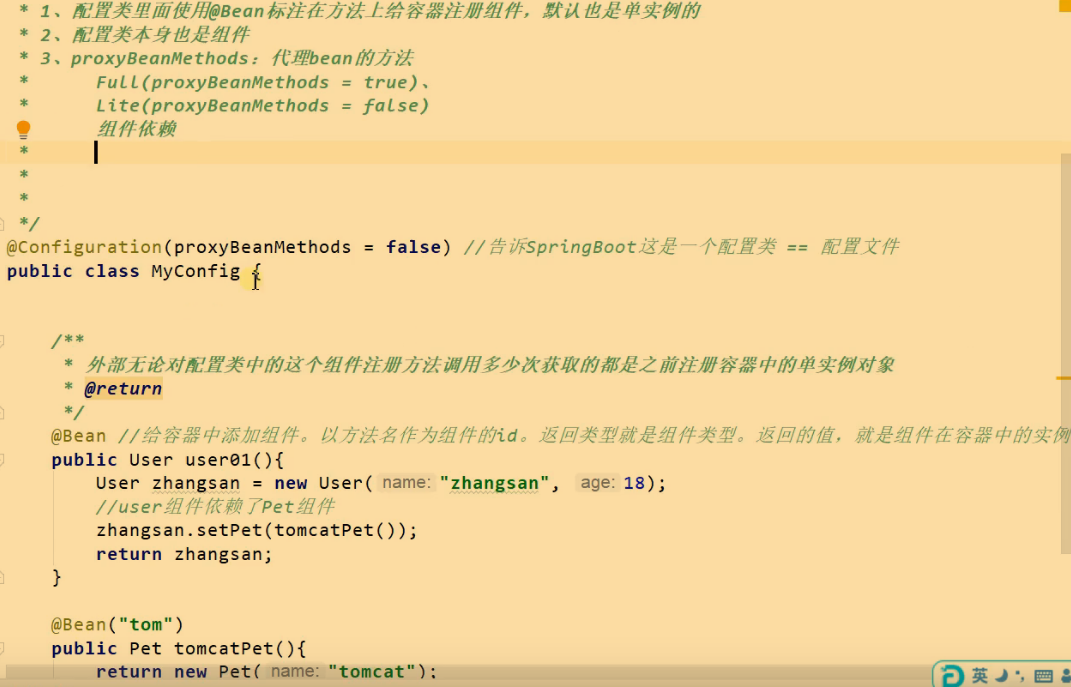 * 1、配置类里面使用@Bean标注在方法上给容器注册组件，默认也是单实例的
* 2、配置类本身也是组件
* 3、proxyBeanMethods：代理bean的方法
* Full(proxyBeanMethods = true)、
* Lite(proxyBeanMethods = false)
组件依赖
*
*
*
*/
@Configuration(proxyBeanMethods = false) //告诉SpringBoot这是一个配置类 == 配置文件
public class MyConfig {
/**
* 外部无论对配置类中的这个组件注册方法调用多少次获取的都是之前注册容器中的单实例对象
* @return
*/
@Bean //给容器中添加组件。以方法名作为组件的id。返回类型就是组件类型。返回的值，就是组件在容器中的实例
public User user01(){
User zhangsan = new User( name: "zhangsan", age: 18);
//user组件依赖了Pet组件
zhangsan.setPet(tomcatPet());
return zhangsan;
}
@Bean("tom")
public Pet tomcatPet(){
return new Pet( name: "tomcat");
英